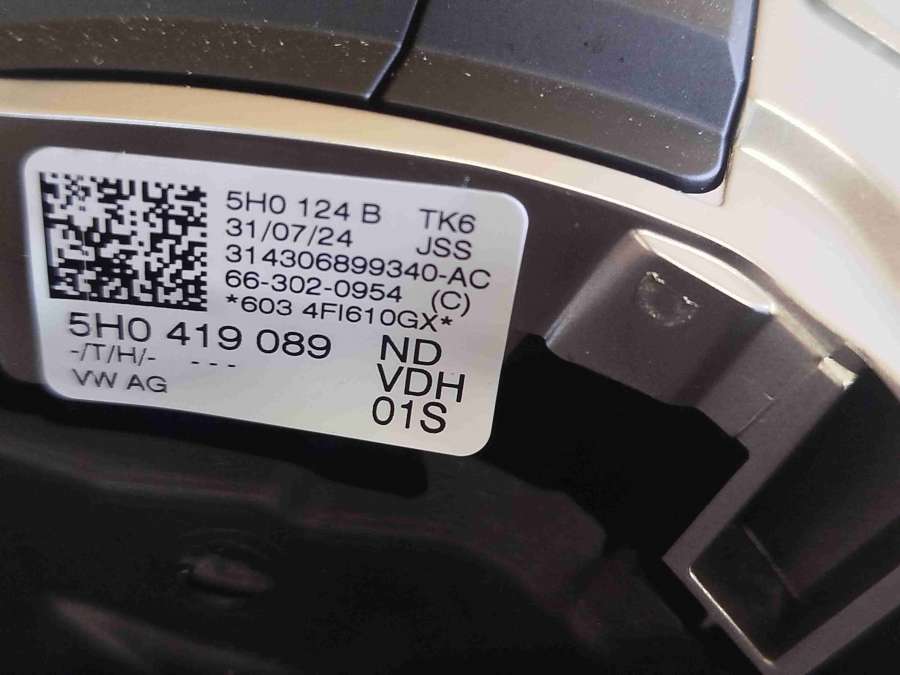 5H0 124 B TK6
31/07/24 JSS
314306899340-AC
66-302-0954 (C)
*603 4FI610GX*
5H0 419 089 ND
-/T/H/- --- VDH
VW AG 01S